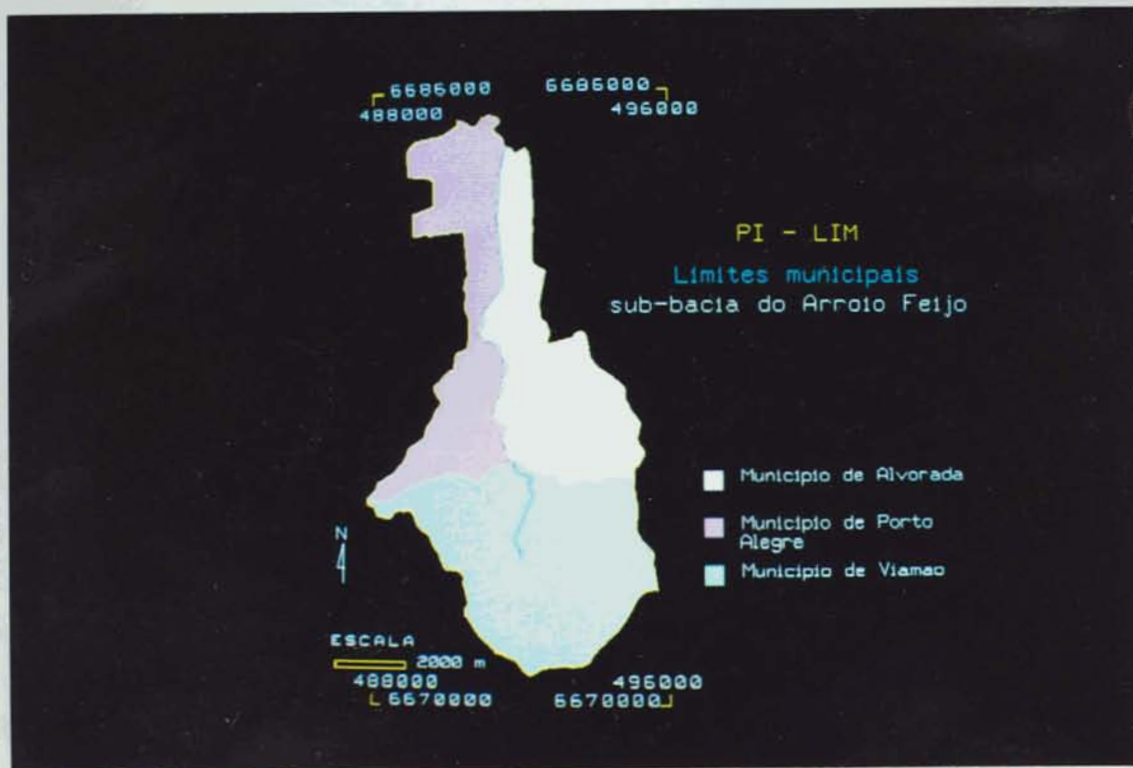 6686000 6686000
488000 496000
PI - LIM
Limites municipais
sub-bacia do Arroio Feijo
Municipio de Alvorada
Municipio de Porto
Alegre
Municipio de Viamao
N
ESCALA
2000 m
488000 496000
6670000 6670000